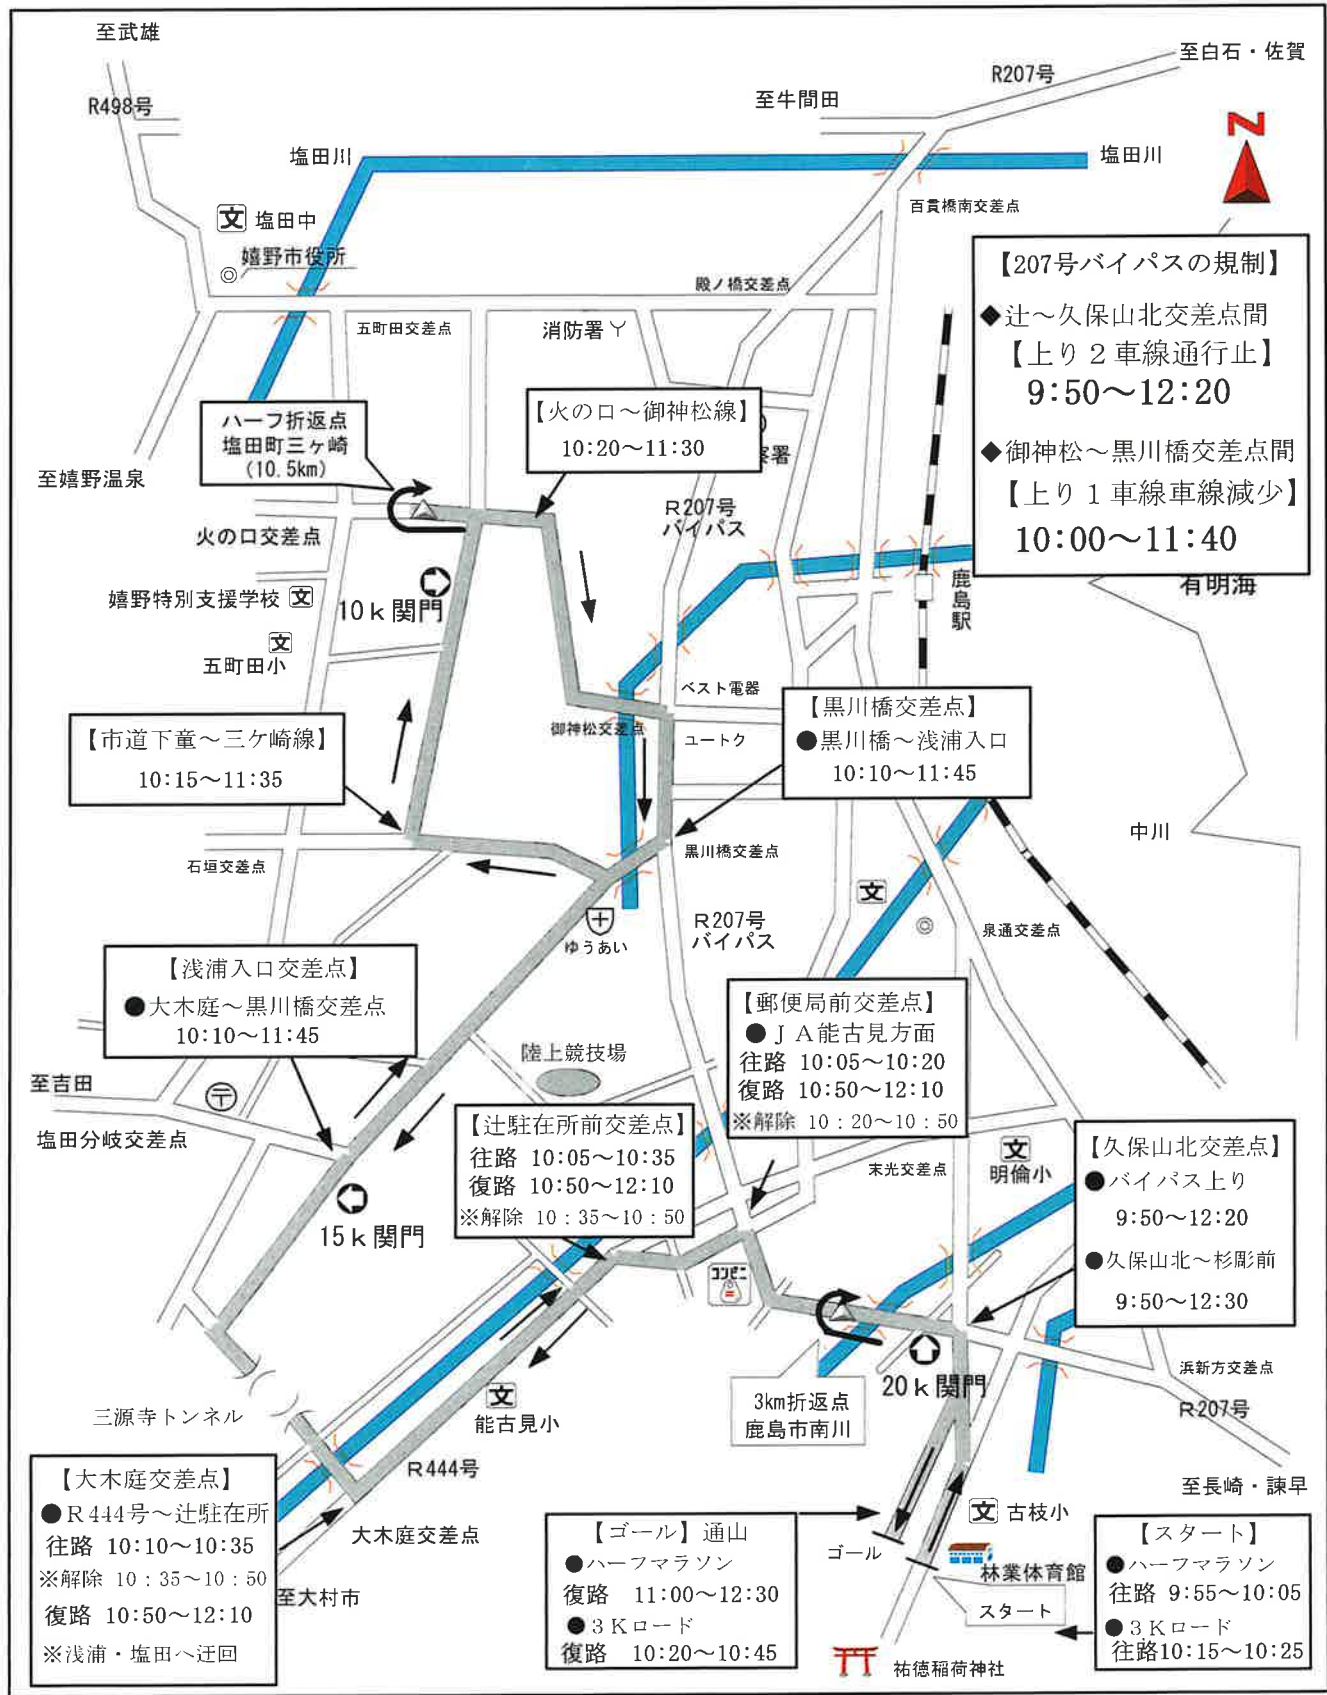 至武雄
R498号
至白石・佐賀
R207号
至牛間田
N
塩田川
塩田川
文 塩田中
百貫橋南交差点
嬉野市役所
殿ノ橋交差点
五町田交差点
消防署
【207号バイパスの規制】
◆辻～久保山北交差点間
【上り２車線通行止】
9:50～12:20
◆御神松～黒川橋交差点間
【上り１車線車線減少】
10:00～11:40
ハーフ折返点
塩田町三ヶ崎
(10.5km)
【火の口～御神松線】
10:20～11:30
察署
至嬉野温泉
R207号
バイパス
火の口交差点
有明海
鹿島駅
嬉野特別支援学校 文
10ｋ関門
文
五町田小
ベスト電器
御神松交差点
ユートク
【黒川橋交差点】
●黒川橋～浅浦入口
10:10～11:45
【市道下童～三ケ崎線】
10:15～11:35
中川
石垣交差点
黒川橋交差点
文
R207号
バイパス
ゆうあい
泉通交差点
【浅浦入口交差点】
●大木庭～黒川橋交差点
10:10～11:45
【郵便局前交差点】
●ＪＡ能古見方面
往路 10:05～10:20
復路 10:50～12:10
※解除 10：20～10：50
陸上競技場
至吉田
〒
塩田分岐交差点
【辻駐在所前交差点】
往路 10:05～10:35
復路 10:50～12:10
※解除 10：35～10：50
末光交差点
文
明倫小
【久保山北交差点】
●バイパス上り
9:50～12:20
●久保山北～杉彫前
9:50～12:30
15ｋ関門
コンビニ
浜新方交差点
20ｋ関門
3km折返点
鹿島市南川
R207号
文
能古見小
三源寺トンネル
R444号
至長崎・諫早
【大木庭交差点】
●Ｒ444号～辻駐在所
往路 10:10～10:35
※解除 10：35～10：50
復路 10:50～12:10
※浅浦・塩田へ迂回
大木庭交差点
至大村市
文 古枝小
【ゴール】通山
●ハーフマラソン
復路 11:00～12:30
●３Ｋロード
復路 10:20～10:45
ゴール
林業体育館
スタート
【スタート】
●ハーフマラソン
往路 9:55～10:05
●３Ｋロード
往路10:15～10:25
祐徳稲荷神社